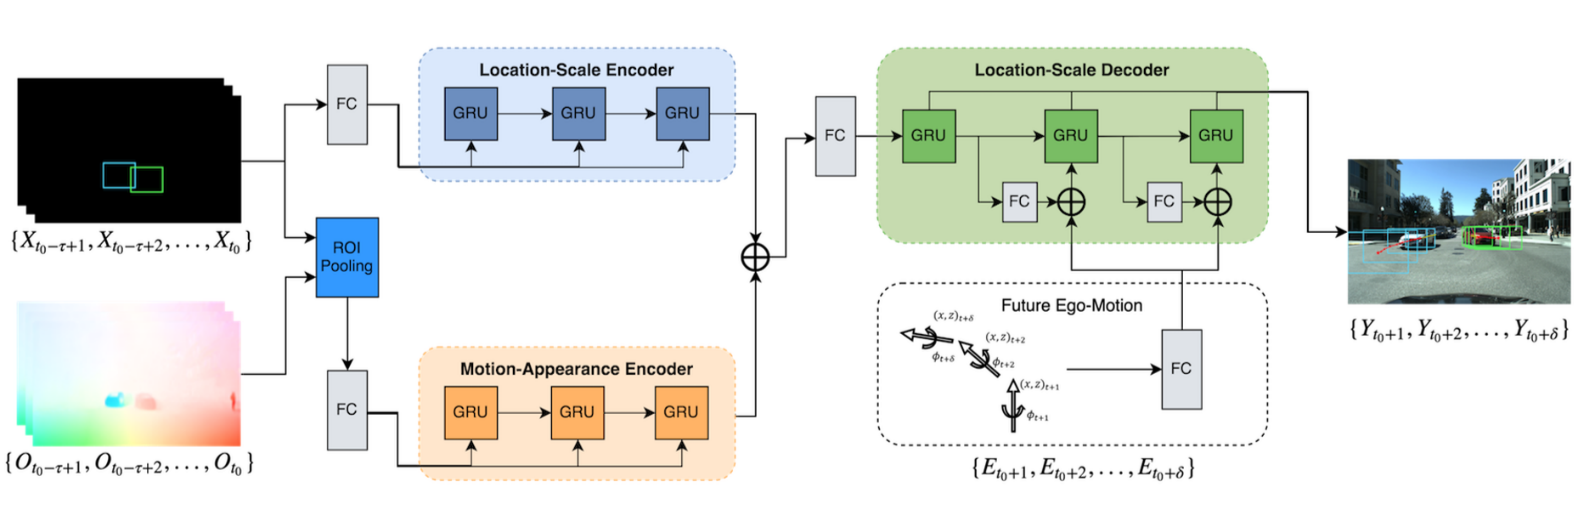 {X_{t₀−τ+1}, X_{t₀−τ+2}, . . . , X_{t₀}}
{O_{t₀−τ+1}, O_{t₀−τ+2}, . . . , O_{t₀}}
FC
ROI
Pooling
FC
Location-Scale Encoder
GRU GRU GRU
Motion-Appearance Encoder
GRU GRU GRU
FC
Location-Scale Decoder
GRU GRU GRU
FC FC
Future Ego-Motion
(x, z)_{t+δ}
ϕ_{t+δ}
(x, z)_{t+2}
ϕ_{t+2}
(x, z)_{t+1}
ϕ_{t+1}
FC
{E_{t₀+1}, E_{t₀+2}, . . . , E_{t₀+δ}}
{Y_{t₀+1}, Y_{t₀+2}, . . . , Y_{t₀+δ}}